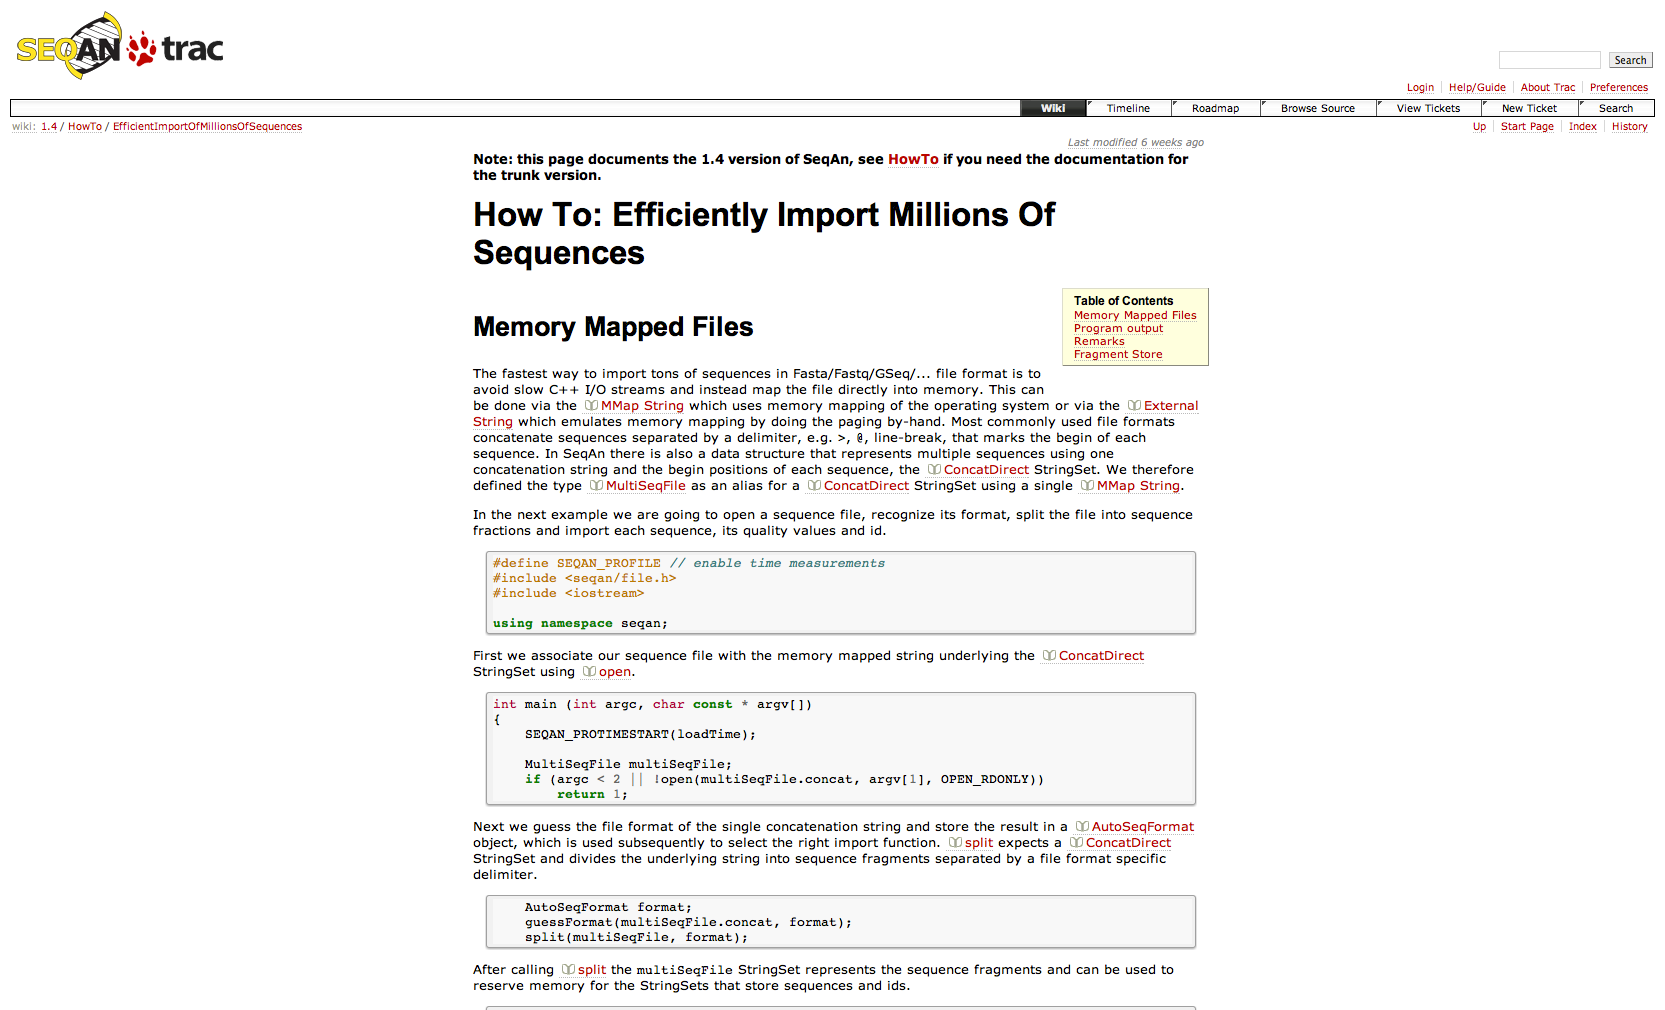 SEQAN trac
Search
Login Help/Guide About Trac Preferences
Wiki Timeline Roadmap Browse Source View Tickets New Ticket Search
wiki: 1.4 / HowTo / EfficientImportOfMillionsOfSequences
Up Start Page Index History
Last modified 6 weeks ago
Note: this page documents the 1.4 version of SeqAn, see HowTo if you need the documentation for
the trunk version.
How To: Efficiently Import Millions Of
Sequences
Table of Contents
Memory Mapped Files
Program output
Remarks
Fragment Store
Memory Mapped Files
The fastest way to import tons of sequences in Fasta/Fastq/GSeq/... file format is to
avoid slow C++ I/O streams and instead map the file directly into memory. This can
be done via the MMap String which uses memory mapping of the operating system or via the External
String which emulates memory mapping by doing the paging by-hand. Most commonly used file formats
concatenate sequences separated by a delimiter, e.g. >, @, line-break, that marks the begin of each
sequence. In SeqAn there is also a data structure that represents multiple sequences using one
concatenation string and the begin positions of each sequence, the ConcatDirect StringSet. We therefore
defined the type MultiSeqFile as an alias for a ConcatDirect StringSet using a single MMap String.
In the next example we are going to open a sequence file, recognize its format, split the file into sequence
fractions and import each sequence, its quality values and id.
#define SEQAN_PROFILE // enable time measurements
#include <seqan/file.h>
#include <iostream>
using namespace seqan;
First we associate our sequence file with the memory mapped string underlying the ConcatDirect
StringSet using open.
int main (int argc, char const * argv[])
{
SEQAN_PROTIMESTART(loadTime);
MultiSeqFile multiSeqFile;
if (argc < 2 || !open(multiSeqFile.concat, argv[1], OPEN_RDONLY))
return 1;
Next we guess the file format of the single concatenation string and store the result in a AutoSeqFormat
object, which is used subsequently to select the right import function. split expects a ConcatDirect
StringSet and divides the underlying string into sequence fragments separated by a file format specific
delimiter.
AutoSeqFormat format;
guessFormat(multiSeqFile.concat, format);
split(multiSeqFile, format);
After calling split the multiSeqFile StringSet represents the sequence fragments and can be used to
reserve memory for the StringSets that store sequences and ids.